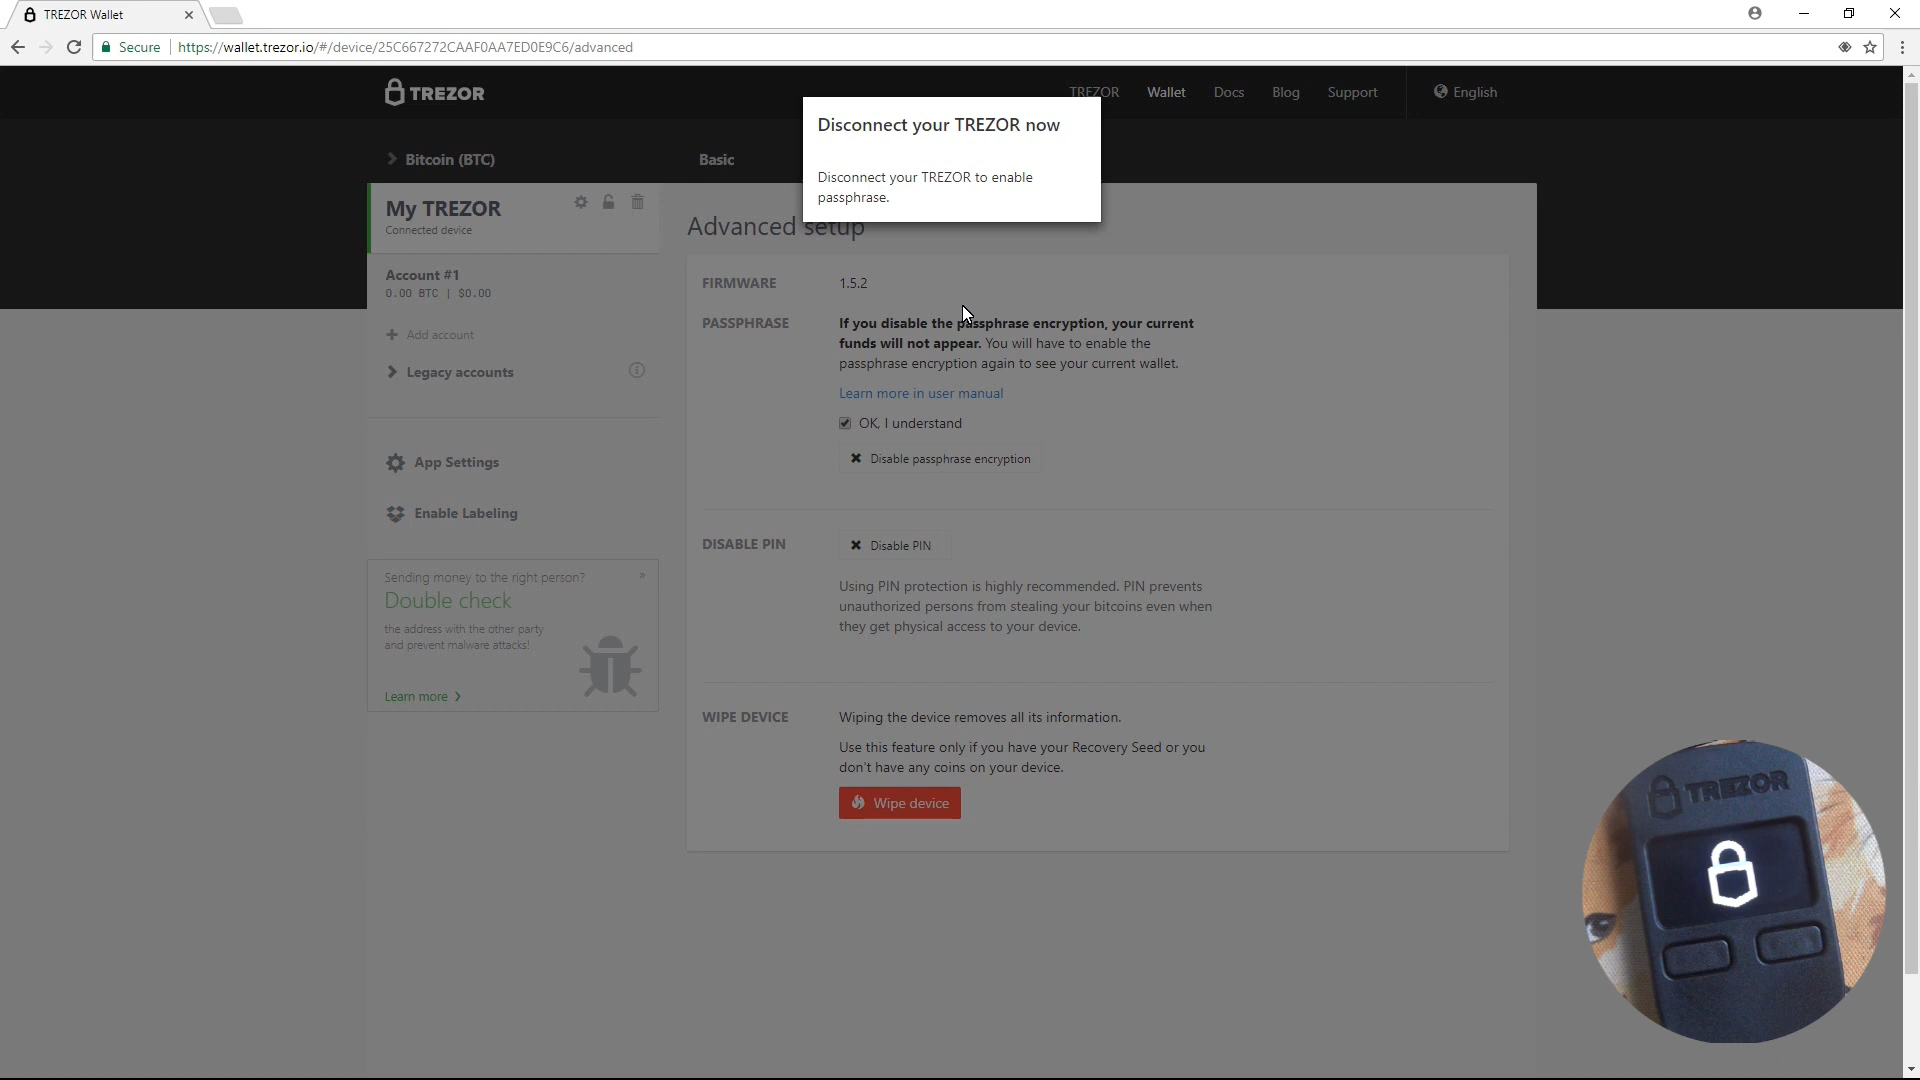 TREZOR Wallet
Secure
https://wallet.trezor.io/#/device/25C667272CAAF0AA7ED0E9C6/advanced
TREZOR
TREZOR
Wallet
Docs
Blog
Support
English
Disconnect your TREZOR now
Disconnect your TREZOR to enable
passphrase.
Bitcoin (BTC)
Basic
My TREZOR
Connected device
Account #1
0.00 BTC | $0.00
Add account
Legacy accounts
App Settings
Enable Labeling
Sending money to the right person?
Double check
the address with the other party
and prevent malware attacks!
Learn more
Advanced setup
FIRMWARE
1.5.2
PASSPHRASE
If you disable the passphrase encryption, your current
funds will not appear. You will have to enable the
passphrase encryption again to see your current wallet.
Learn more in user manual
OK, I understand
Disable passphrase encryption
DISABLE PIN
Disable PIN
Using PIN protection is highly recommended. PIN prevents
unauthorized persons from stealing your bitcoins even when
they get physical access to your device.
WIPE DEVICE
Wiping the device removes all its information.
Use this feature only if you have your Recovery Seed or you
don't have any coins on your device.
Wipe device
TREZOR